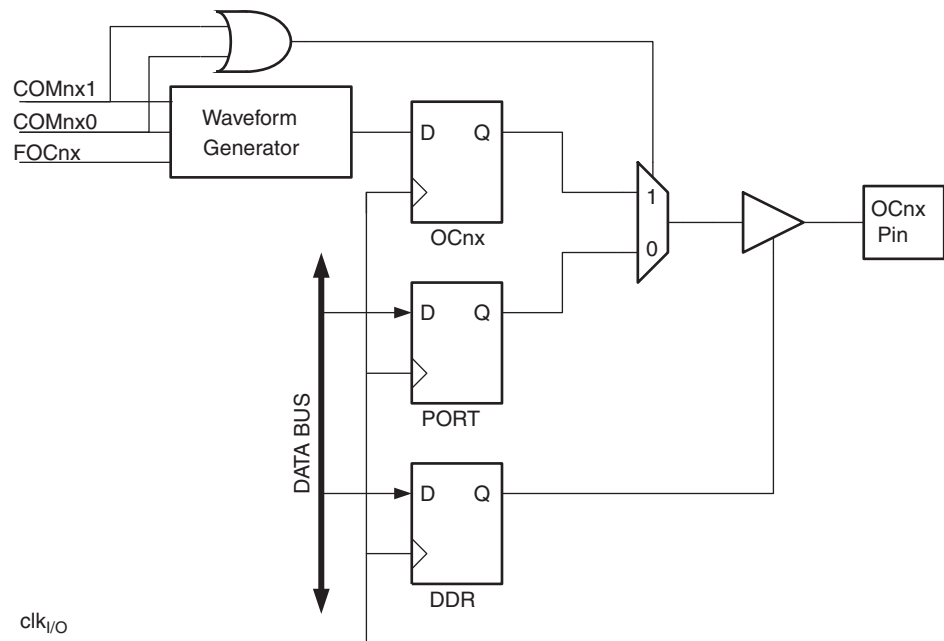 COMnx1
COMnx0
FOCnx
Waveform
Generator
D Q
OCnx
1
0
OCnx
Pin
D Q
PORT
DATA BUS
D Q
DDR
clkI/O